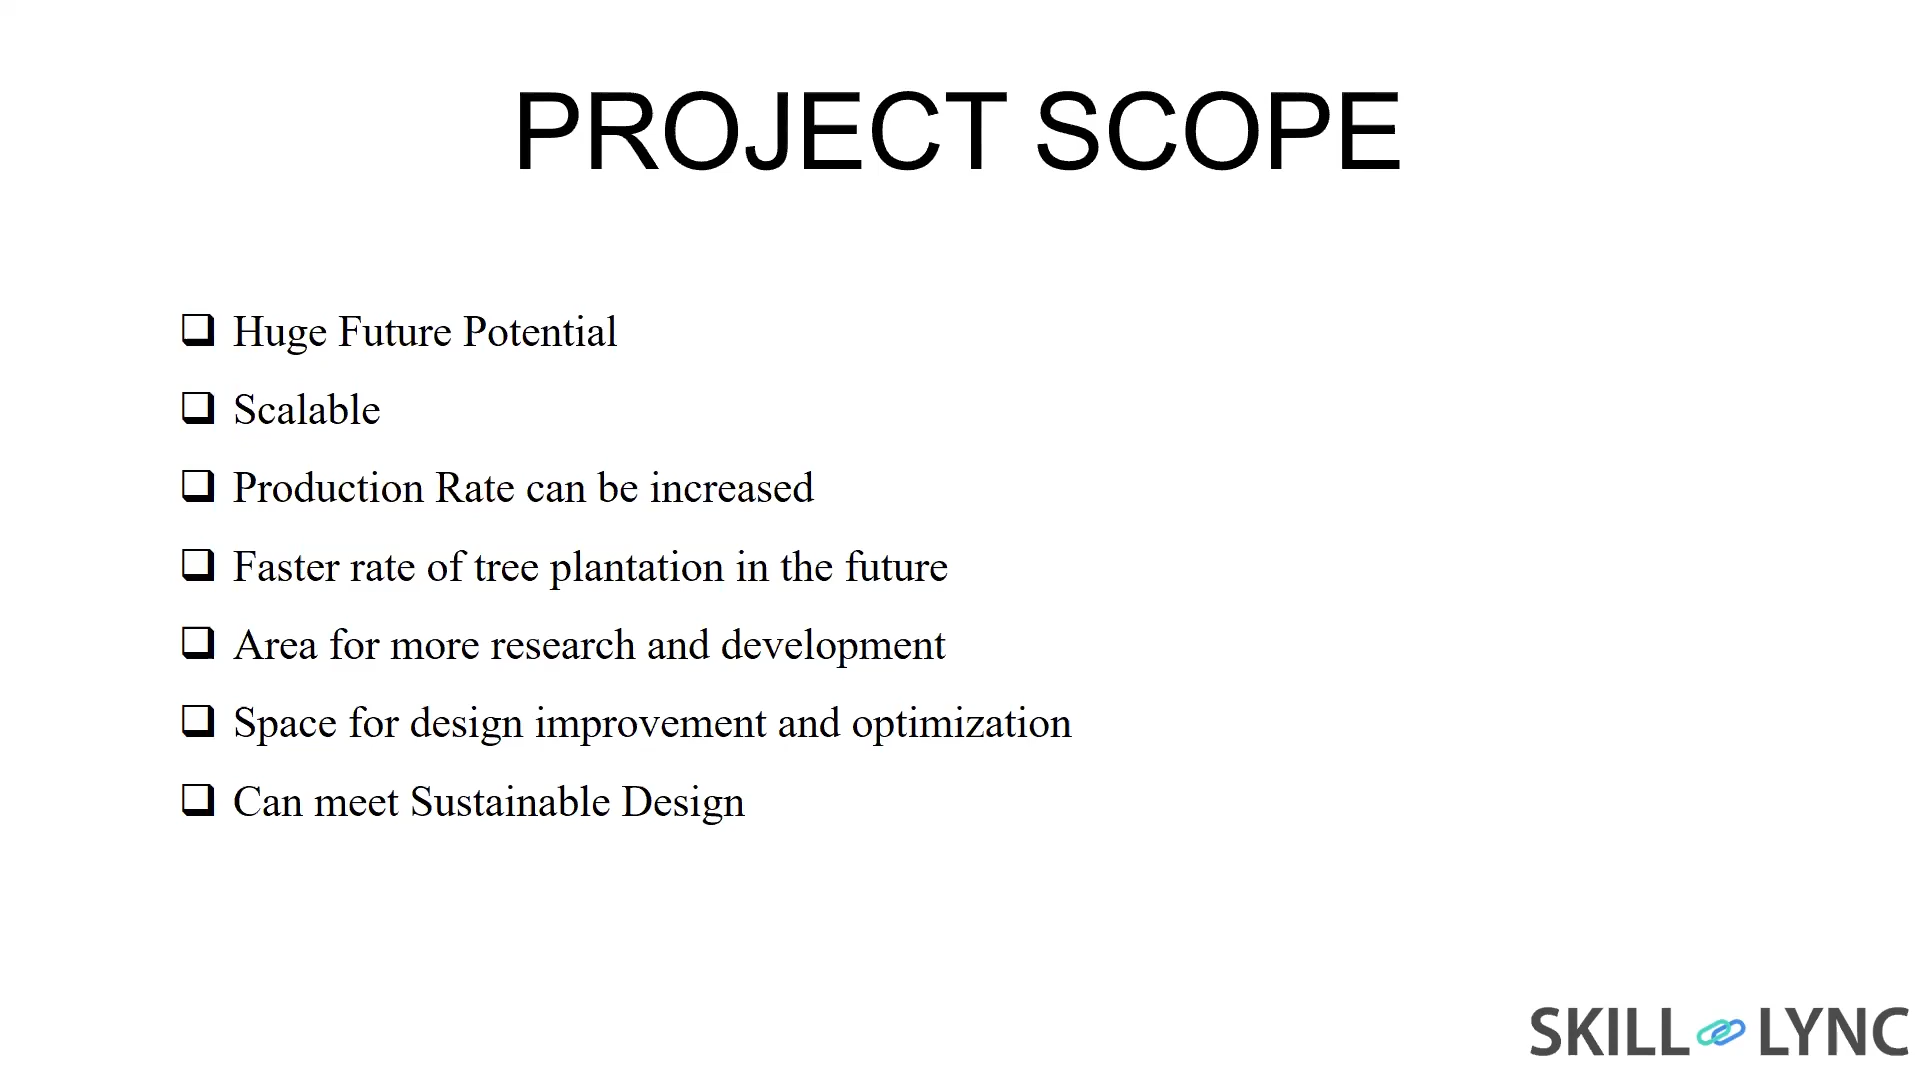 PROJECT SCOPE
Huge Future Potential
Scalable
Production Rate can be increased
Faster rate of tree plantation in the future
Area for more research and development
Space for design improvement and optimization
Can meet Sustainable Design
SKILL LYNC